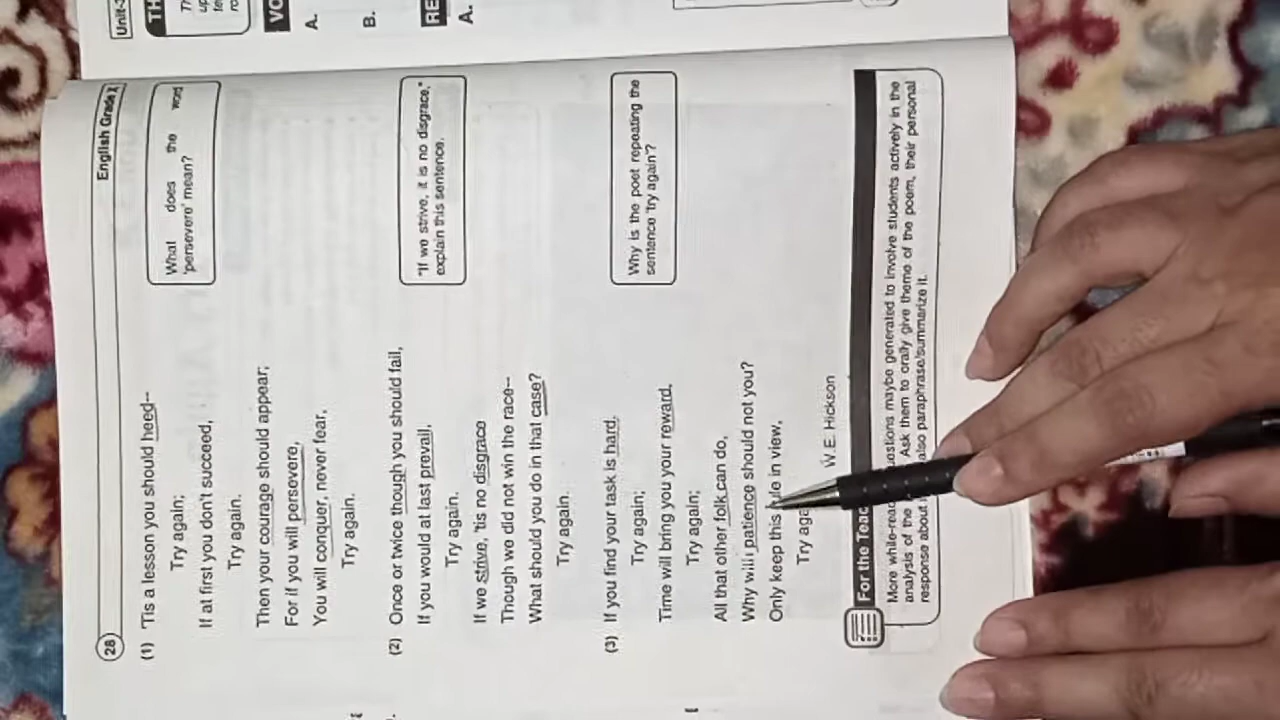 28
English Grade X
(1) 'Tis a lesson you should heed--
Try again;
If at first you don't succeed,
Try again.
Then your courage should appear;
For if you will persevere,
You will conquer, never fear,
Try again.
What does the word
'persevere' mean?
(2) Once or twice though you should fail,
If you would at last prevail,
Try again.
If we strive, 'tis no disgrace
Though we did not win the race--
What should you do in that case?
Try again.
"If we strive, it is no disgrace,"
explain this sentence.
(3) If you find your task is hard,
Try again;
Time will bring you your reward,
Try again;
All that other folk can do,
Why will patience should not you?
Only keep this rule in view,
Try aga
W.E. Hickson
Why is the poet repeating the
sentence 'try again'?
For the Teac
More while-read uestions maybe generated to involve students actively in the
analysis of the Ask them to orally give theme of the poem, their personal
response about also paraphrase/summarize it.
Unit-
TH
VO
A.
B.
RE
A.